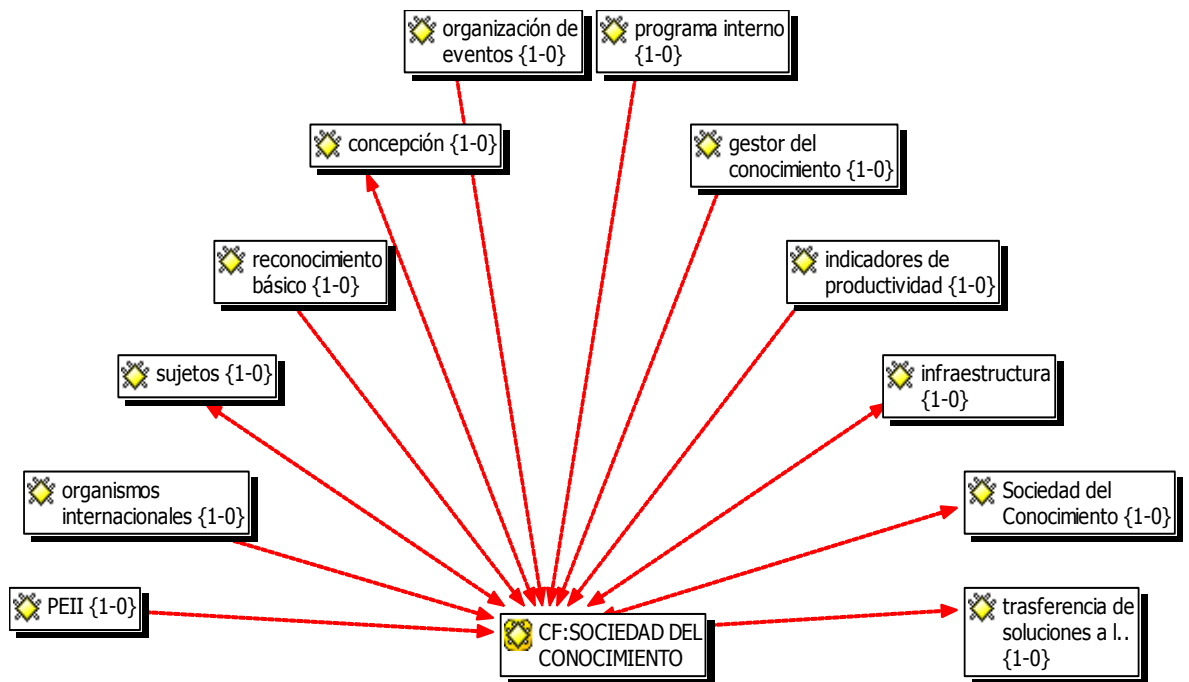 organización de
eventos {1-0}
programa interno
{1-0}
concepción {1-0}
gestor del
conocimiento {1-0}
reconocimiento
básico {1-0}
indicadores de
productividad {1-0}
sujetos {1-0}
infraestructura
{1-0}
organismos
internacionales {1-0}
Sociedad del
Conocimiento {1-0}
PEII {1-0}
CF:SOCIEDAD DEL
CONOCIMIENTO
trasferencia de
soluciones a l..
{1-0}